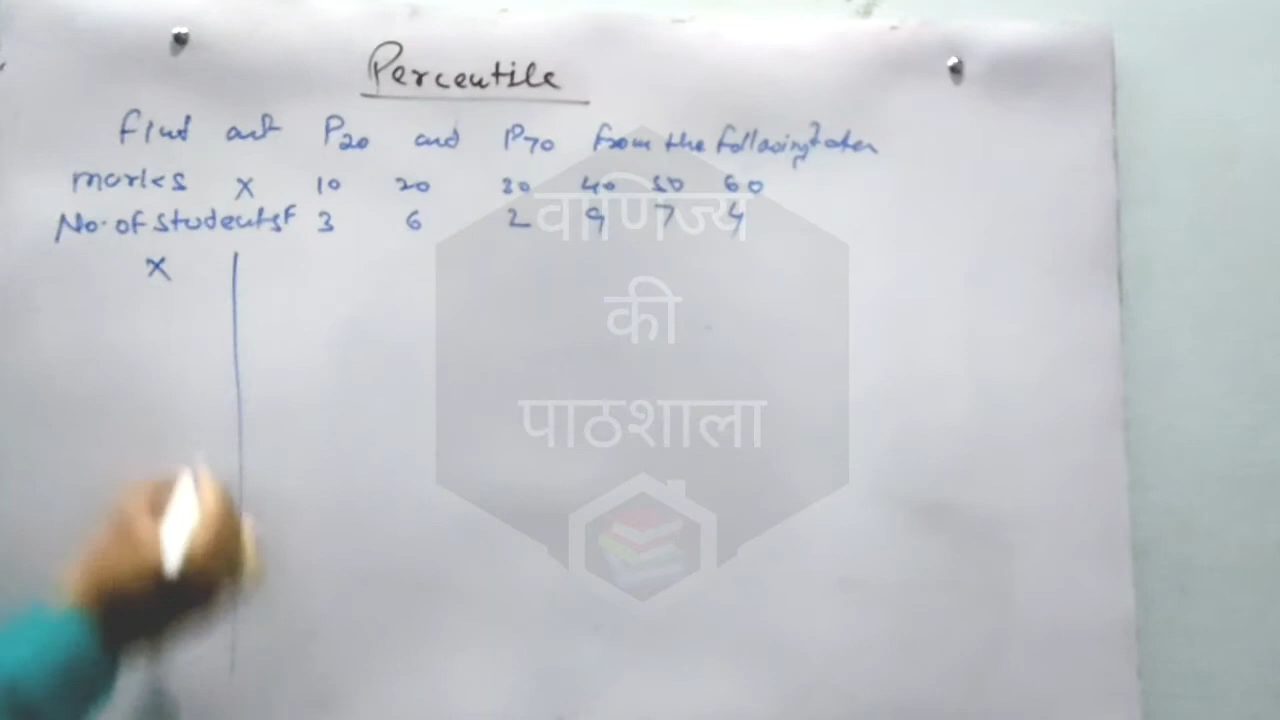 Percentile
Find out P20 and P70 from the following
marks X 10 20 30 40 50 60
No. of students f 3 6 2 9 7 4
X
वाणिज्य
की
पाठशाला